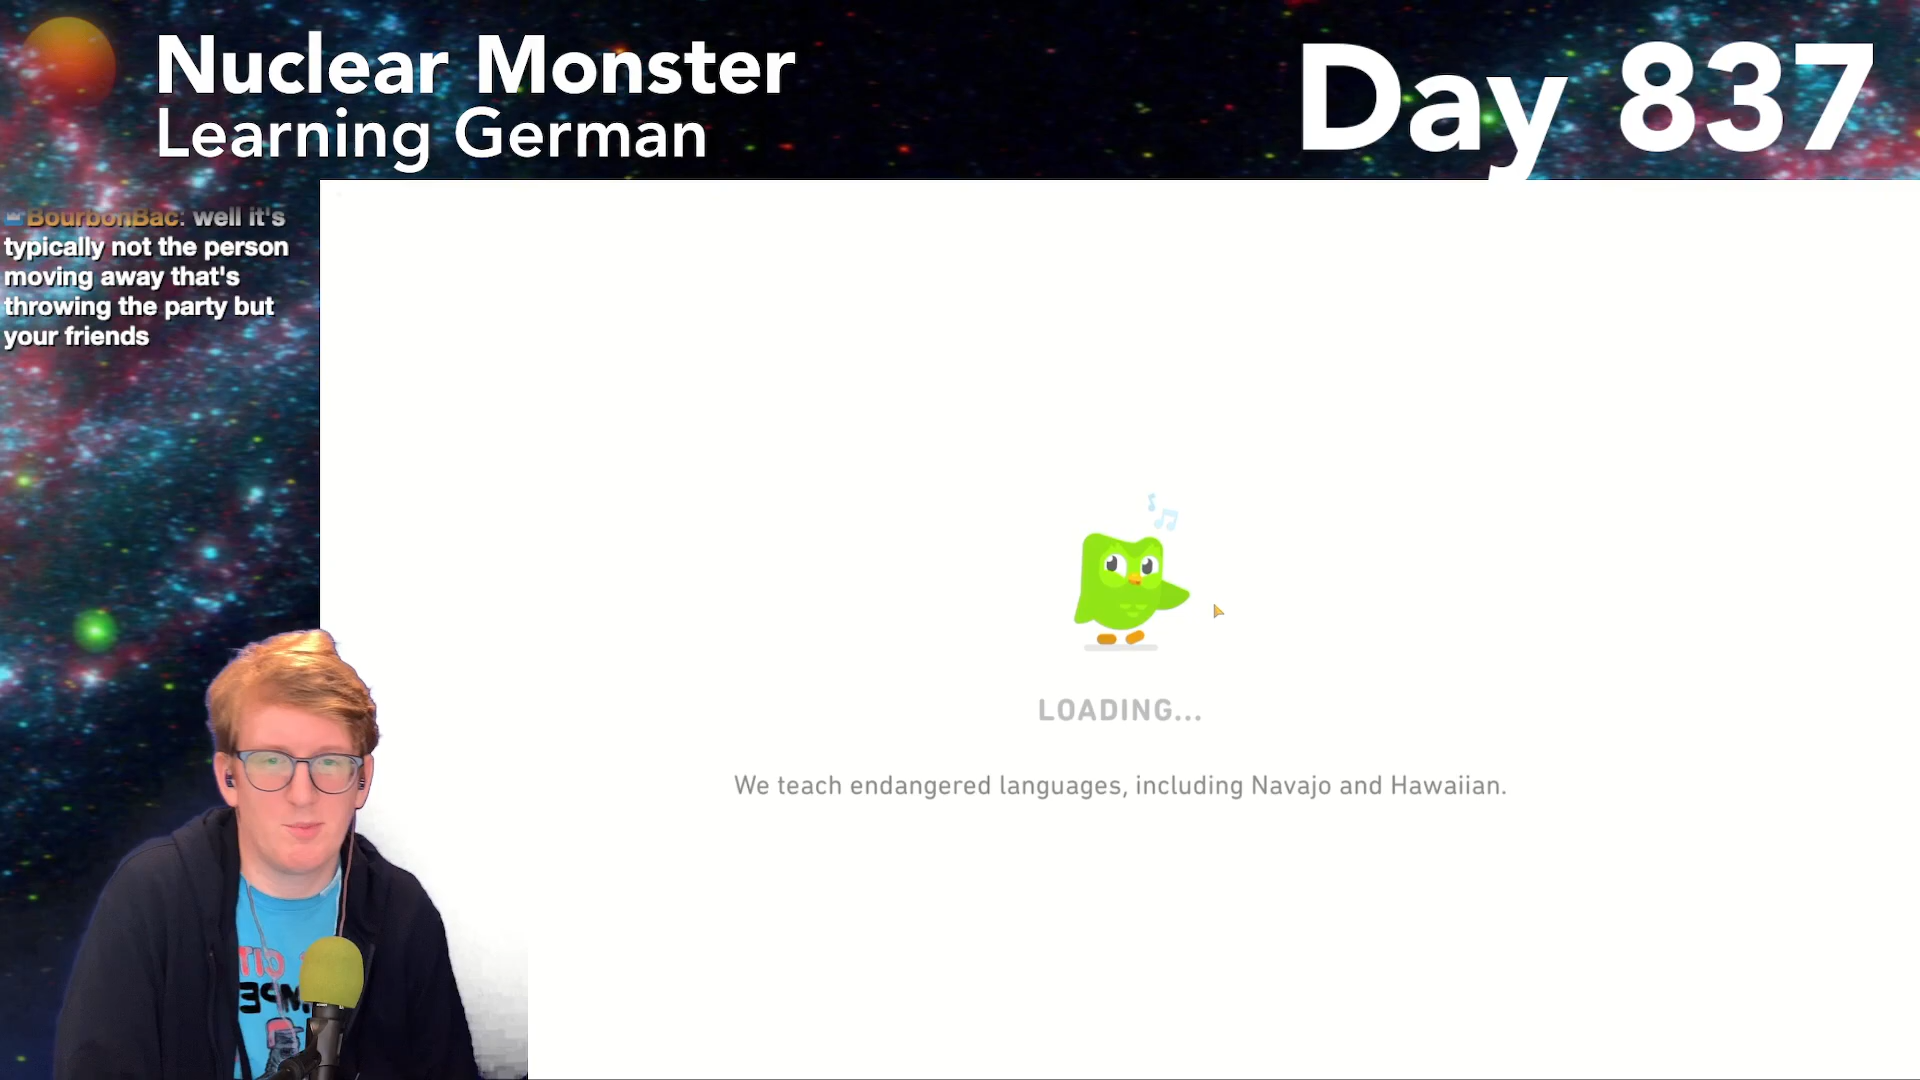 Nuclear Monster
Learning German
Day 837
BourbonBac: well it's
typically not the person
moving away that's
throwing the party but
your friends
LOADING...
We teach endangered languages, including Navajo and Hawaiian.